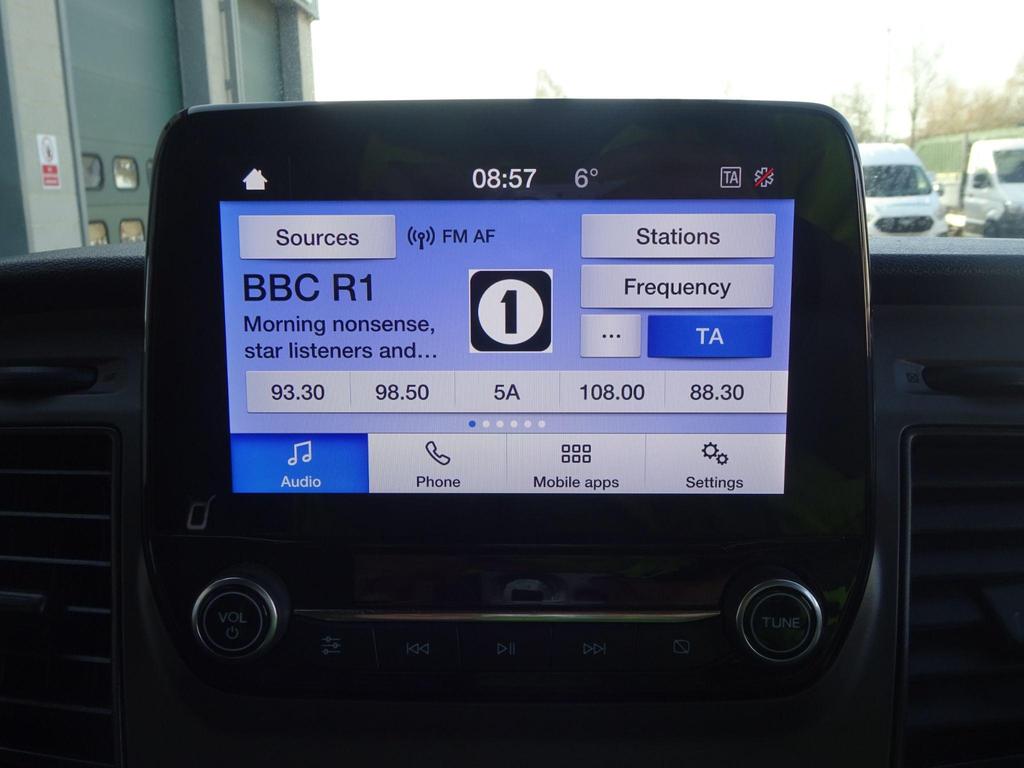 08:57 6° TA
Sources FM AF Stations
BBC R1
1
Frequency
Morning nonsense,
star listeners and...
... TA
93.30 98.50 5A 108.00 88.30
Audio Phone Mobile apps Settings
VOL TUNE